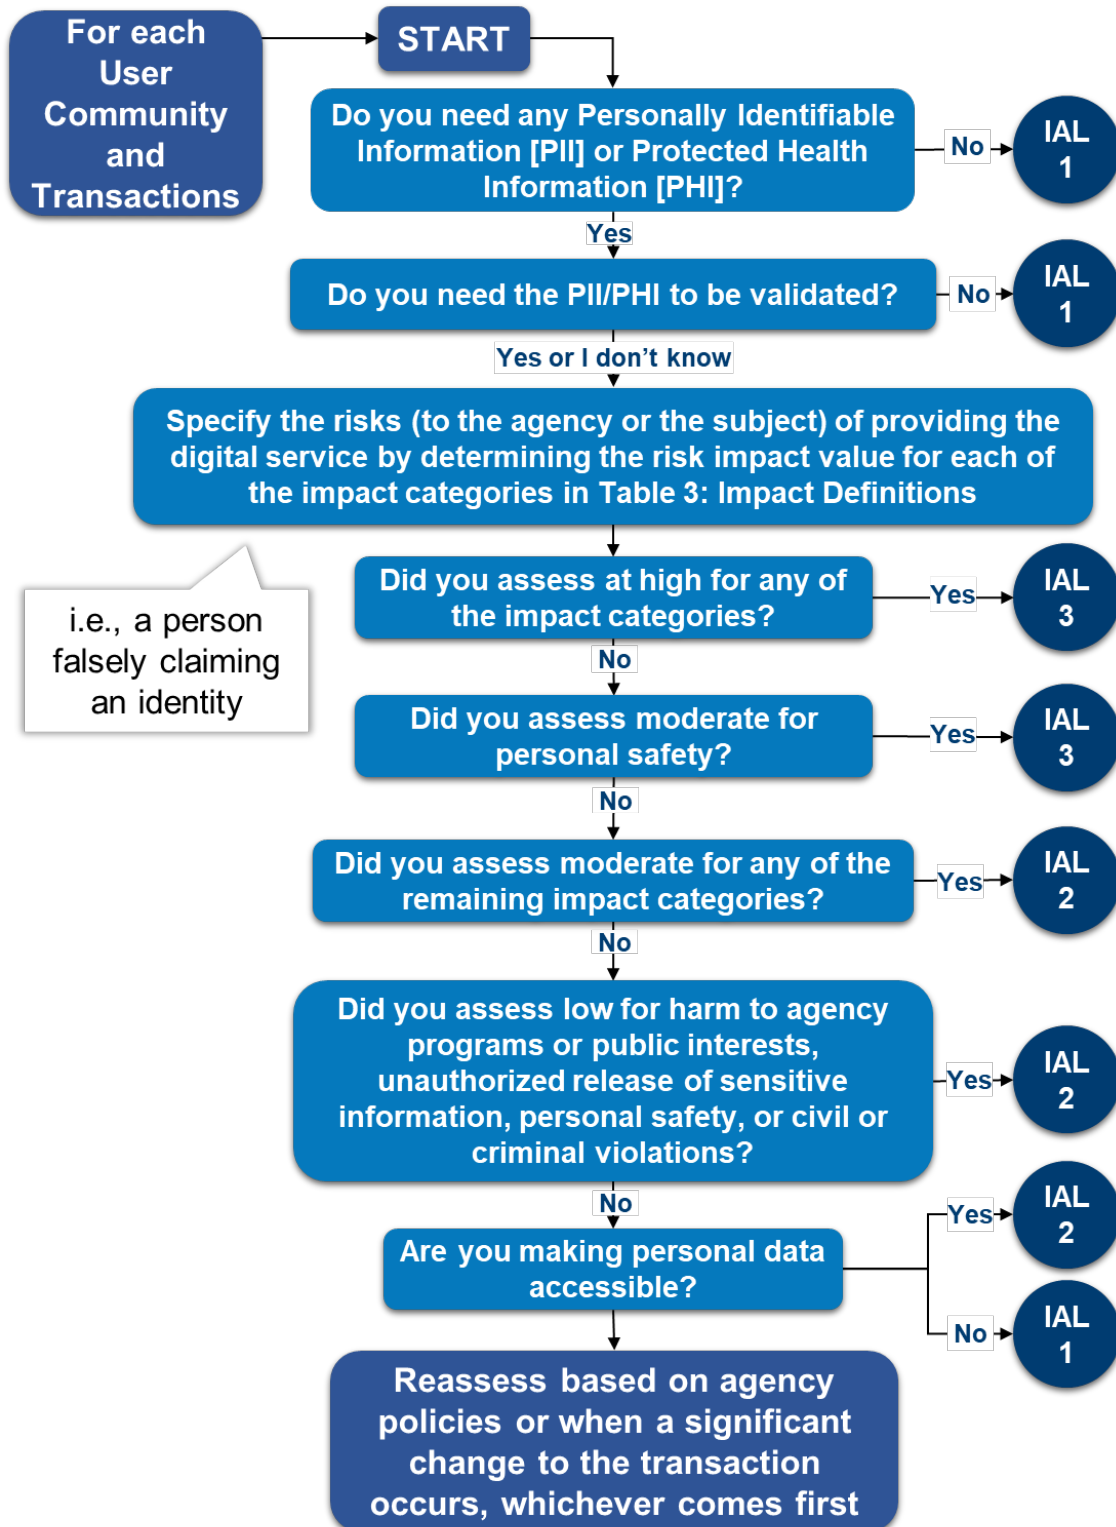 For each
User
Community
and
Transactions
START
Do you need any Personally Identifiable
Information [PII] or Protected Health
Information [PHI]?
No
IAL
1
Yes
Do you need the PII/PHI to be validated?
No
IAL
1
Yes or I don't know
Specify the risks (to the agency or the subject) of providing the
digital service by determining the risk impact value for each of
the impact categories in Table 3: Impact Definitions
i.e., a person
falsely claiming
an identity
Did you assess at high for any of
the impact categories?
Yes
IAL
3
No
Did you assess moderate for
personal safety?
Yes
IAL
3
No
Did you assess moderate for any of the
remaining impact categories?
Yes
IAL
2
No
Did you assess low for harm to agency
programs or public interests,
unauthorized release of sensitive
information, personal safety, or civil or
criminal violations?
Yes
IAL
2
No
Are you making personal data
accessible?
Yes
IAL
2
No
IAL
1
Reassess based on agency
policies or when a significant
change to the transaction
occurs, whichever comes first